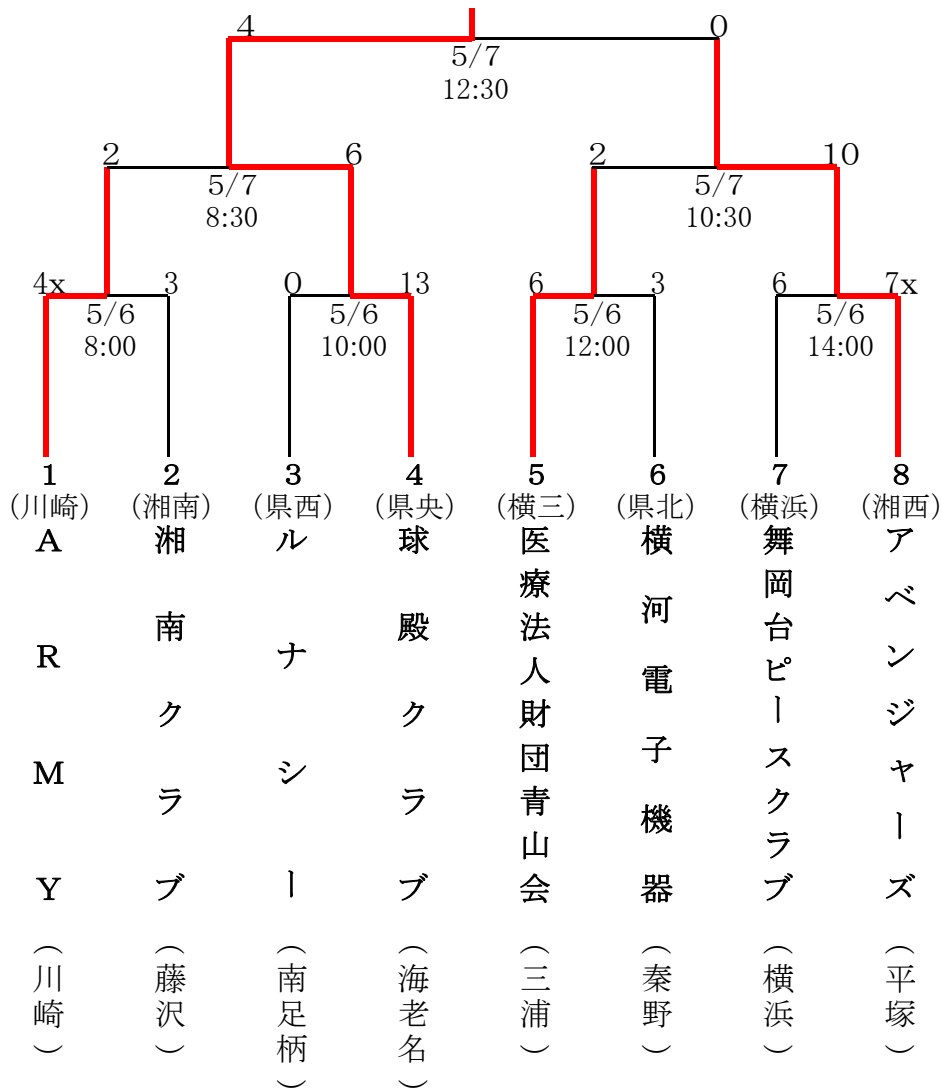 4 0
5/7
12:30
2 6 2 10
5/7 5/7
8:30 10:30
4x 3 0 13 6 3 6 7x
5/6 5/6 5/6 5/6
8:00 10:00 12:00 14:00
1 2 3 4 5 6 7 8
(川崎) (湘南) (県西) (県央) (横三) (県北) (横浜) (湘西)
ARMY(川崎)
湘南クラブ(藤沢)
ルナシー(南足柄)
球殿クラブ(海老名)
医療法人財団青山会(三浦)
横河電子機器(秦野)
舞岡台ピースクラブ(横浜)
アベンジャーズ(平塚)